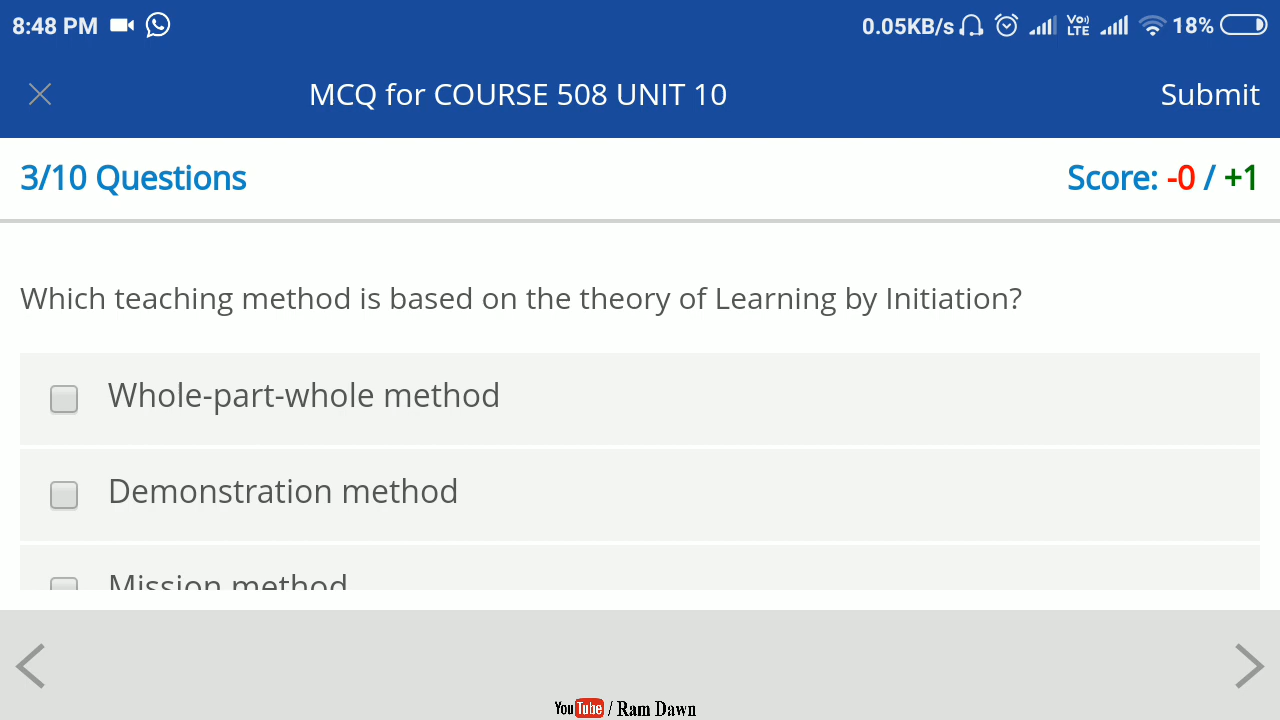 8:48 PM 0.05KB/s Vo) LTE 18%
MCQ for COURSE 508 UNIT 10 Submit
3/10 Questions Score: -0 / +1
Which teaching method is based on the theory of Learning by Initiation?
Whole-part-whole method
Demonstration method
Mission method
YouTube / Ram Dawn